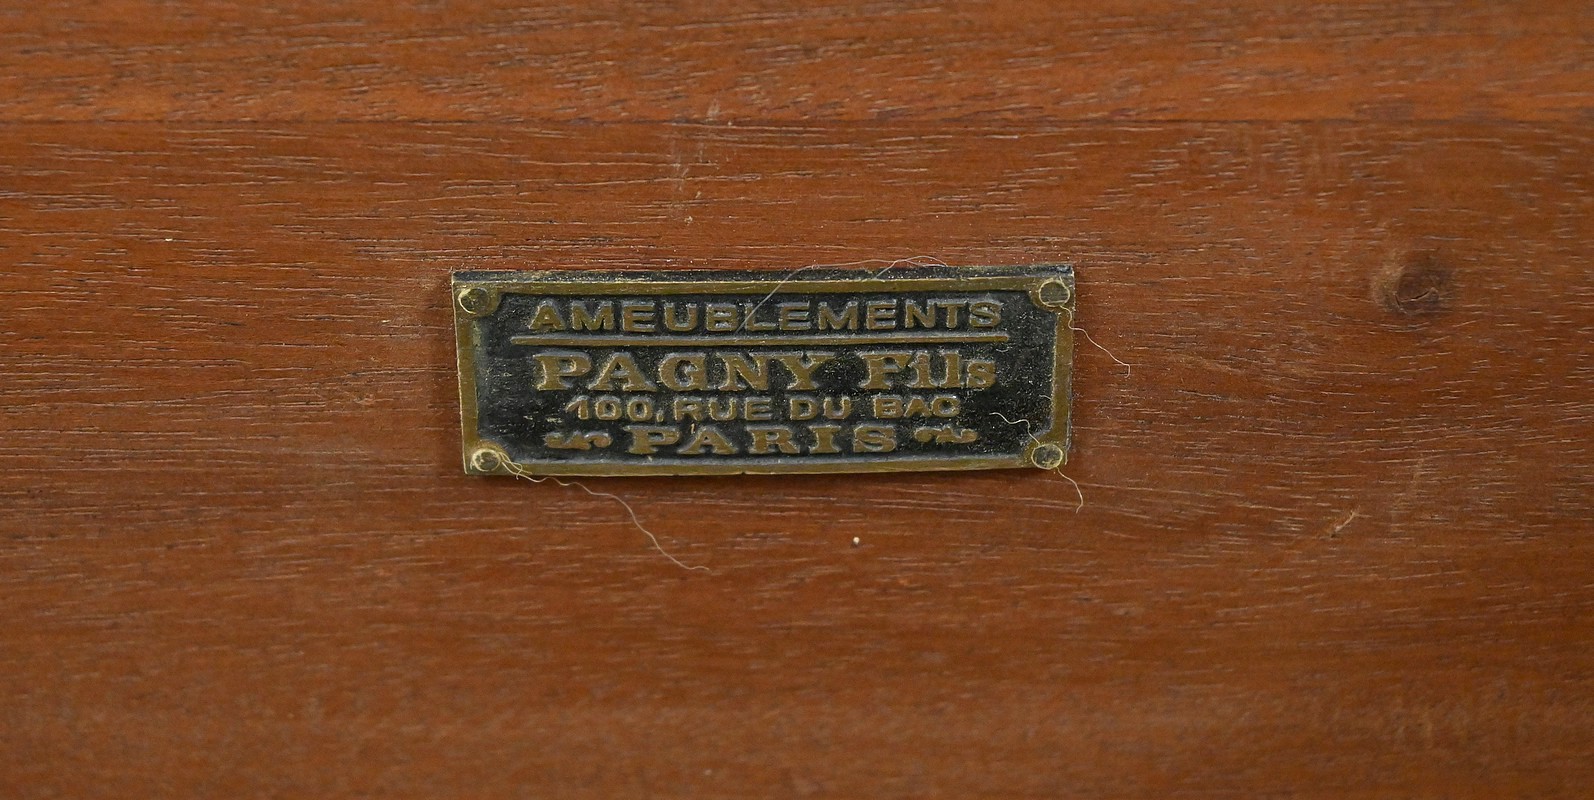 AMEUBLEMENTS
PAGNY Fils
100, RUE DU BAC
PARIS